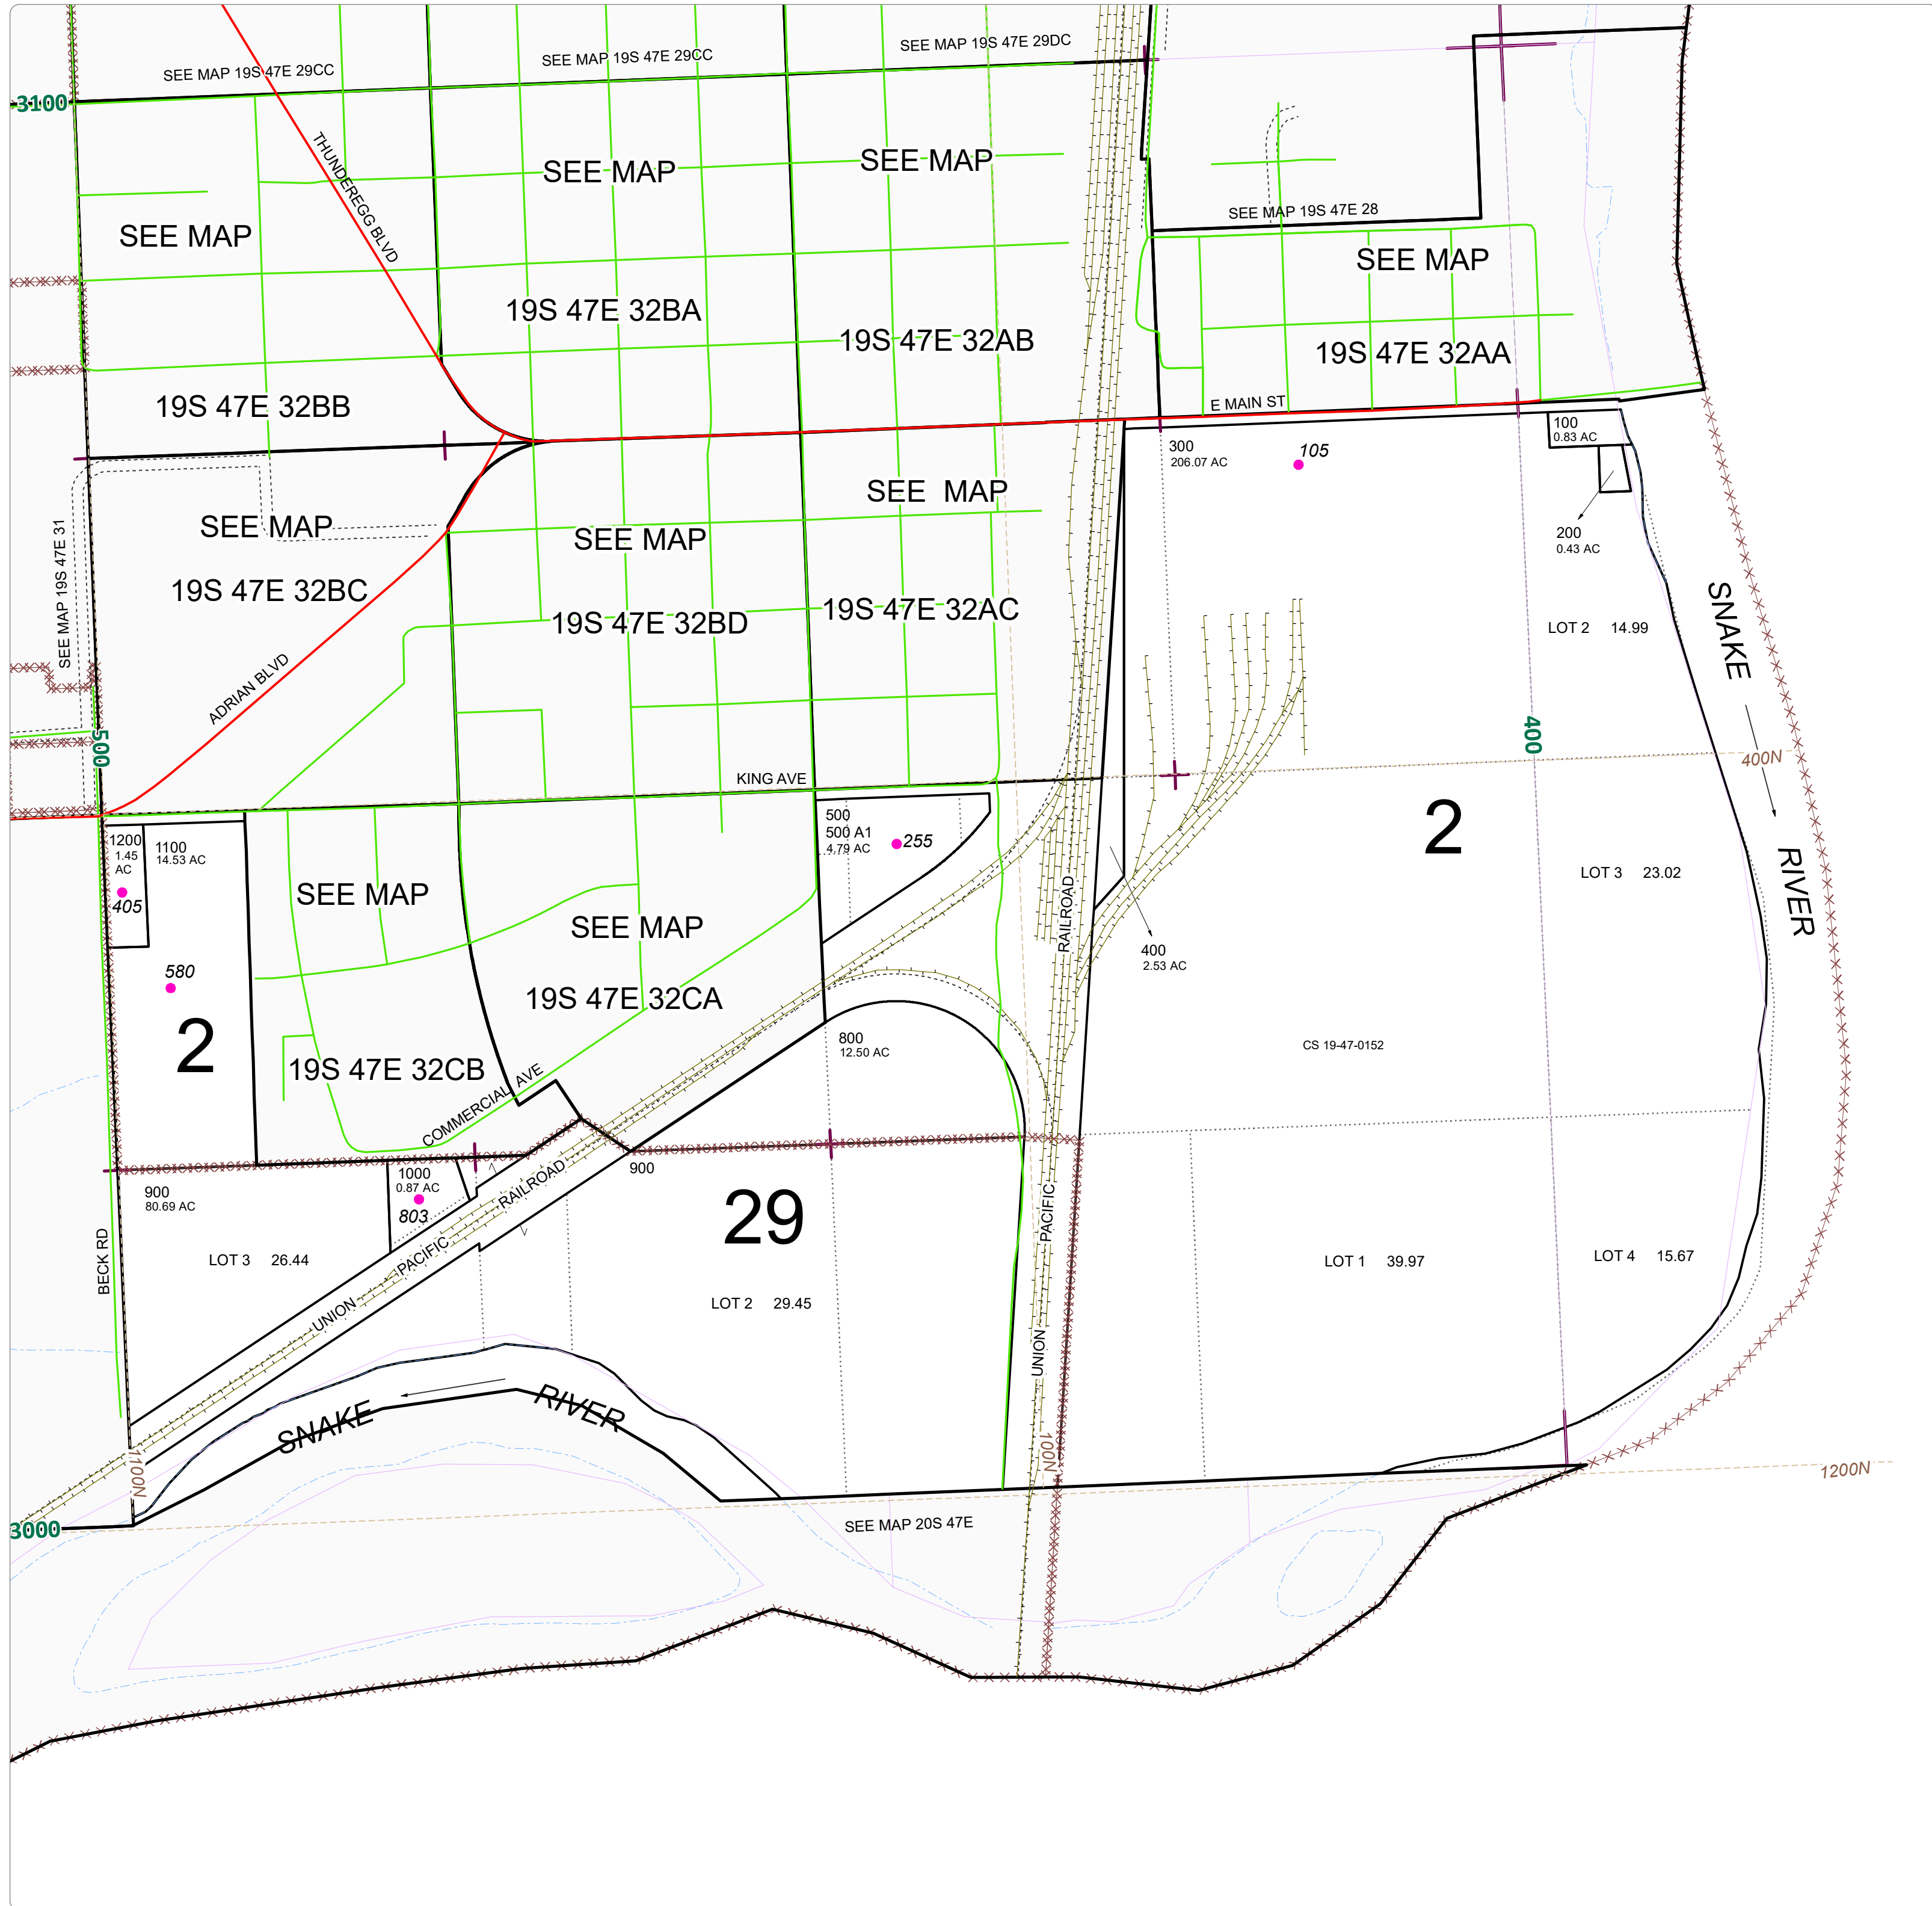 SEE MAP 19S 47E 29CC
SEE MAP 19S 47E 29CC
SEE MAP 19S 47E 29DC
3100
THUNDEREGG BLVD
SEE MAP
SEE MAP
SEE MAP
SEE MAP 19S 47E 28
SEE MAP
19S 47E 32BA
19S 47E 32AB
19S 47E 32AA
19S 47E 32BB
E MAIN ST
100
0.83 AC
300
206.07 AC
105
SEE MAP 19S 47E 31
SEE MAP
SEE MAP
SEE  MAP
200
0.43 AC
19S 47E 32BC
19S 47E 32BD
19S 47E 32AC
LOT 2 14.99
SNAKE
RIVER
ADRIAN BLVD
500
400
400N
KING AVE
500
500 A1
4.79 AC
255
2
1200
1.45
AC
1100
14.53 AC
405
SEE MAP
SEE MAP
RAILROAD
LOT 3 23.02
400
2.53 AC
580
2
19S 47E 32CA
19S 47E 32CB
800
12.50 AC
CS 19-47-0152
COMMERCIAL AVE
1000
0.87 AC
803
900
900
80.69 AC
RAILROAD
PACIFIC
UNION
29
PACIFIC
UNION
BECK RD
LOT 3 26.44
LOT 2 29.45
LOT 1 39.97
LOT 4 15.67
SNAKE
RIVER
1100N
100N
1200N
3000
SEE MAP 20S 47E